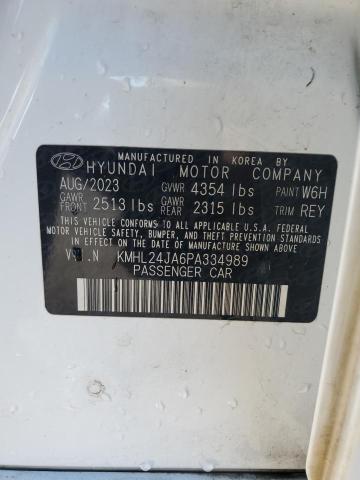 MANUFACTURED IN KOREA BY
HYUNDAI MOTOR COMPANY
AUG/2023 GVWR 4354 lbs PAINT W6H
GAWR FRONT 2513 lbs GAWR REAR 2315 lbs TRIM REY
THIS VEHICLE CONFORMS TO ALL APPLICABLE U.S.A. FEDERAL
MOTOR VEHICLE SAFETY, BUMPER, AND THEFT PREVENTION
STANDARDS IN EFFECT ON THE DATE OF MANUFACTURE SHOWN
ABOVE.
V.I.N KMHL24JA6PA334989
PASSENGER CAR